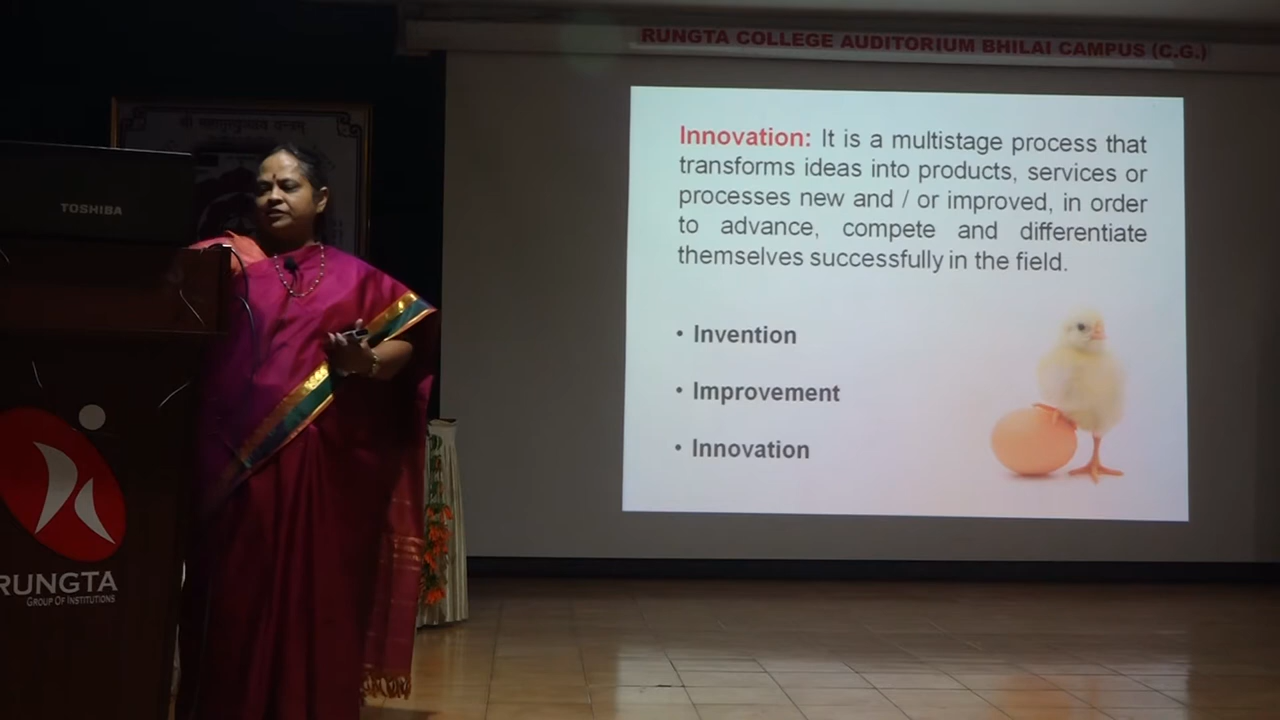 RUNGTA COLLEGE AUDITORIUM BHILAI CAMPUS (C.G.)
Innovation: It is a multistage process that
transforms ideas into products, services or
processes new and / or improved, in order
to advance, compete and differentiate
themselves successfully in the field.
• Invention
• Improvement
• Innovation
TOSHIBA
RUNGTA
GROUP OF INSTITUTIONS